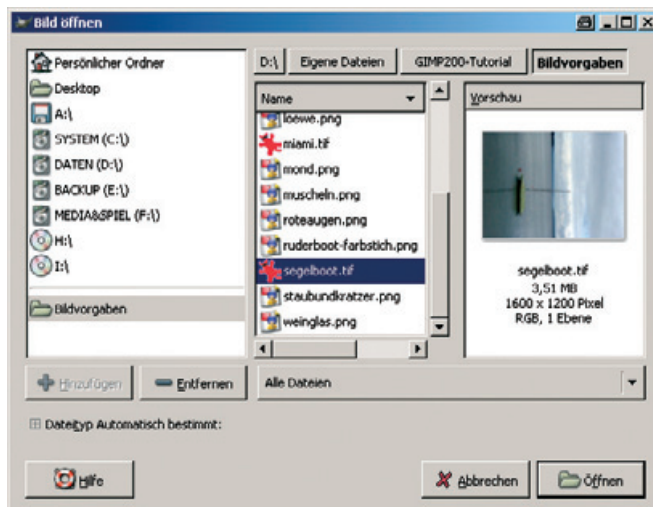 Bild öffnen
Persönlicher Ordner
Desktop
A:\
SYSTEM (C:\)
DATEN (D:\)
BACKUP (E:\)
MEDIA&SPIEL (F:\)
H:\
I:\
Bildvorgaben
Hinzufügen
Entfernen
D:\ Eigene Dateien GIMP200-Tutorial Bildvorgaben
Name
loewe.png
miami.tif
mond.png
muscheln.png
roteaugen.png
ruderboot-farbstich.png
segelboot.tif
staubundkratzer.png
weinglas.png
Vorschau
segelboot.tif
3,51 MB
1600 x 1200 Pixel
RGB, 1 Ebene
Alle Dateien
Dateityp Automatisch bestimmt:
Hilfe
Abbrechen
Öffnen